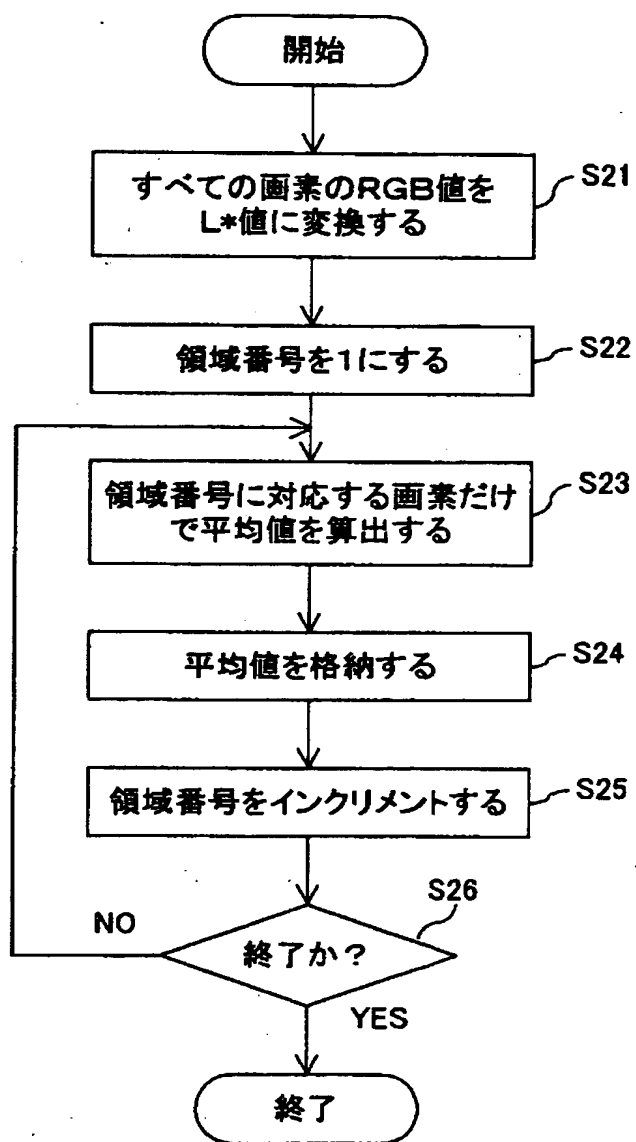 開始
すべての画素のRGB値を
L*値に変換する
S21
領域番号を1にする
S22
領域番号に対応する画素だけ
で平均値を算出する
S23
平均値を格納する
S24
領域番号をインクリメントする
S25
S26
NO
終了か?
YES
終了